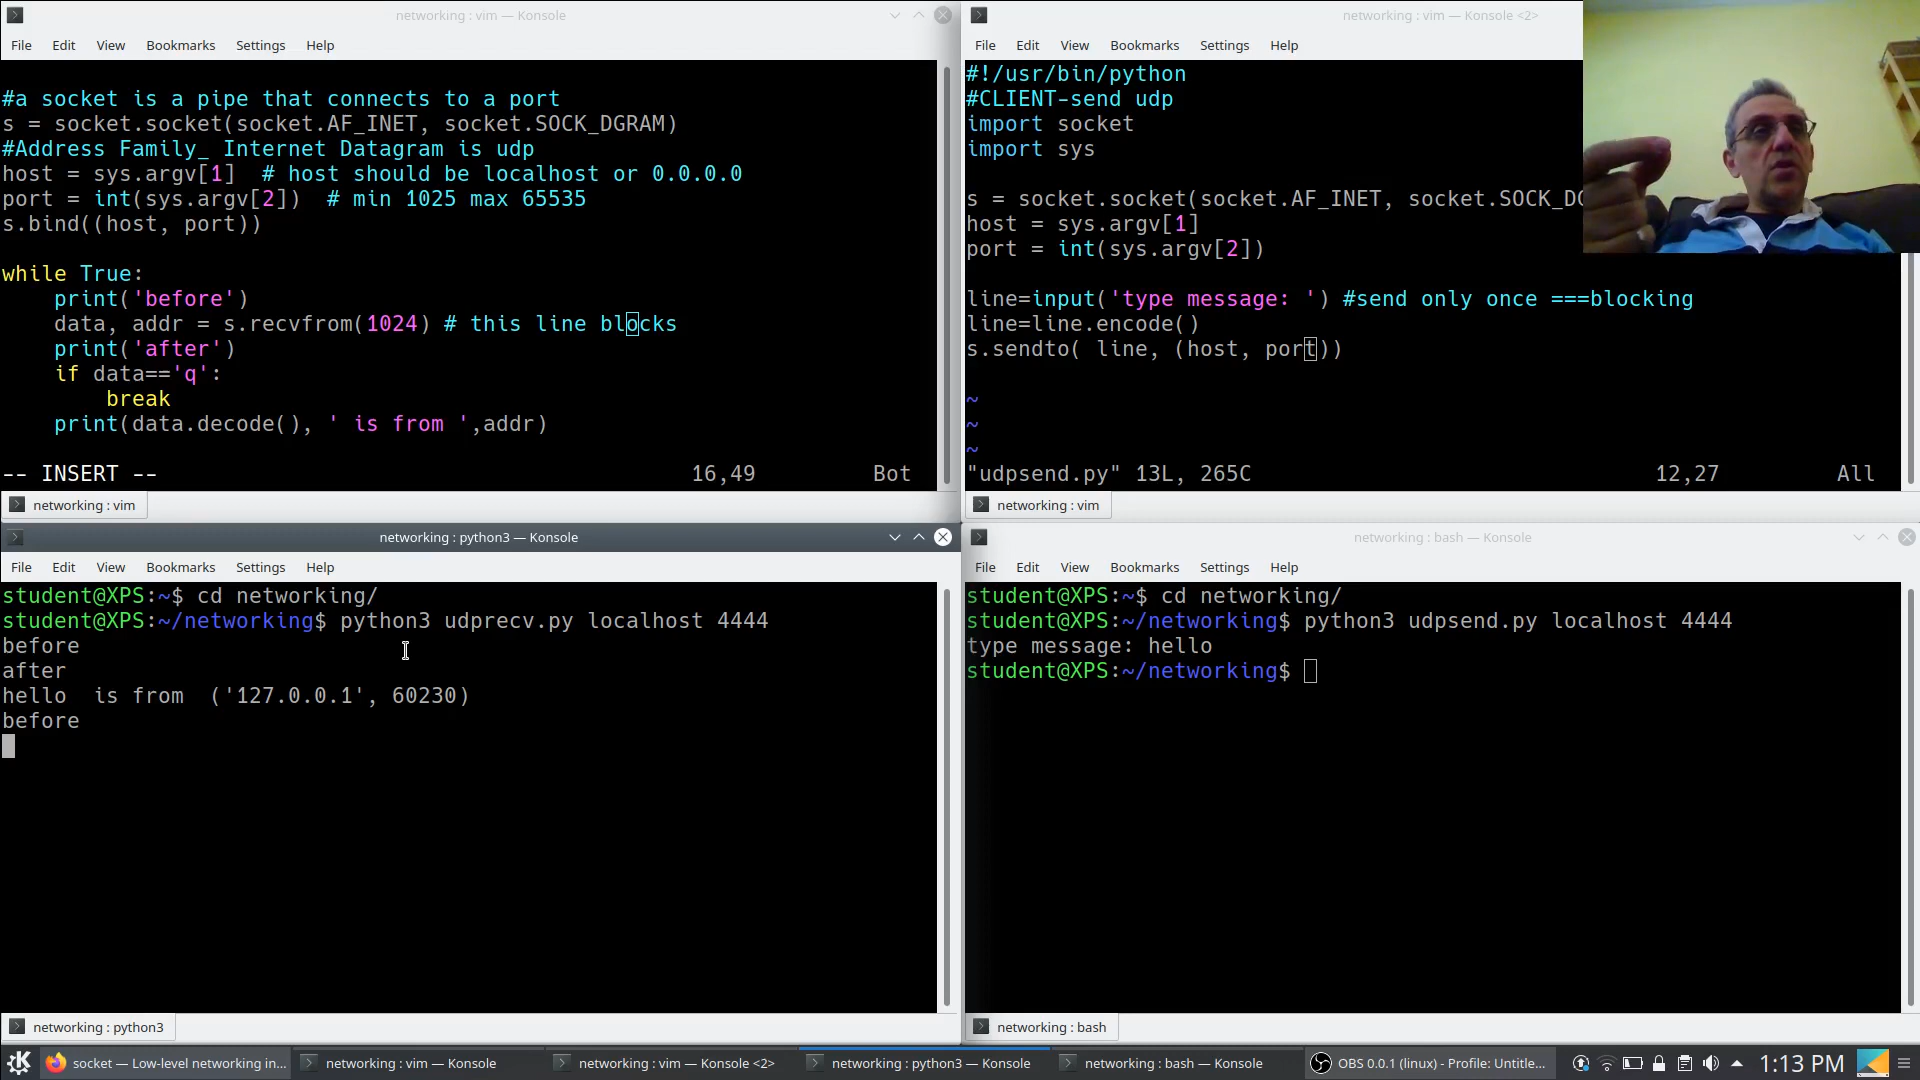 networking : vim — Konsole
File Edit View Bookmarks Settings Help
#a socket is a pipe that connects to a port
s = socket.socket(socket.AF_INET, socket.SOCK_DGRAM)
#Address Family_ Internet Datagram is udp
host = sys.argv[1]  # host should be localhost or 0.0.0.0
port = int(sys.argv[2])  # min 1025 max 65535
s.bind((host, port))
while True:
    print('before')
    data, addr = s.recvfrom(1024) # this line blocks
    print('after')
    if data=='q':
        break
    print(data.decode(), ' is from ',addr)
-- INSERT -- 16,49 Bot
networking : vim
networking : vim — Konsole <2>
File Edit View Bookmarks Settings Help
#!/usr/bin/python
#CLIENT-send udp
import socket
import sys
s = socket.socket(socket.AF_INET, socket.SOCK_DG
host = sys.argv[1]
port = int(sys.argv[2])
line=input('type message: ') #send only once ===blocking
line=line.encode()
s.sendto( line, (host, port))
~
~
~
"udpsend.py" 13L, 265C 12,27 All
networking : vim
networking : python3 — Konsole
File Edit View Bookmarks Settings Help
student@XPS:~$ cd networking/
student@XPS:~/networking$ python3 udprecv.py localhost 4444
before
after
hello  is from  ('127.0.0.1', 60230)
before
networking : python3
networking : bash — Konsole
File Edit View Bookmarks Settings Help
student@XPS:~$ cd networking/
student@XPS:~/networking$ python3 udpsend.py localhost 4444
type message: hello
student@XPS:~/networking$
networking : bash
socket — Low-level networking in... networking : vim — Konsole networking : vim — Konsole <2> networking : python3 — Konsole networking : bash — Konsole OBS 0.0.1 (linux) - Profile: Untitle... 1:13 PM